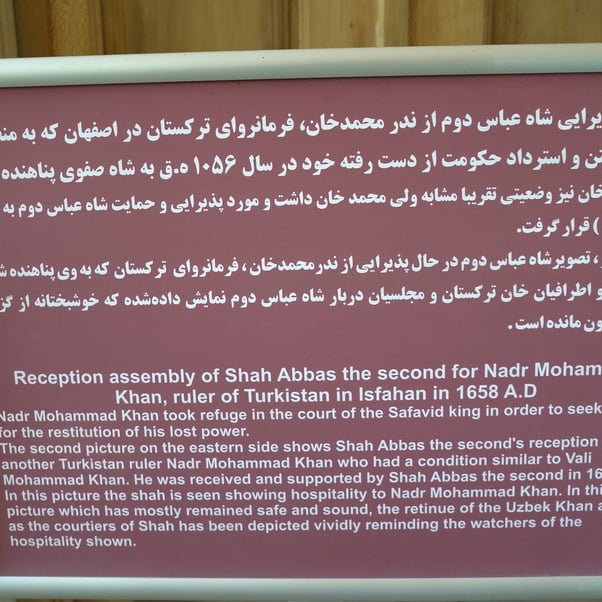 یرایی شاه عباس دوم از ندر محمدخان، فرمانروای ترکستان در اصفهان که به
و استرداد حکومت از دست رفته خود در سال ۱۰۵۶ ه.ق به شاه صفوی پناهنده
خان نیز وضعیتی تقریبا مشابه ولی محمد خان داشت و مورد پذیرایی و حمایت شاه عباس دوم به
) قرار گرفت.
، تصویرشاه عباس دوم در حال پذیرایی از ندرمحمدخان ، فرمانروای ترکستان که به وی پناهنده
و اطرافیان خان ترکستان و مجلسیان دربار شاه عباس دوم نمایش داده‌شده که خوشبختانه از
مانده است .
Reception assembly of Shah Abbas the second for Nadr Moham
Khan, ruler of Turkistan in Isfahan in 1658 A.D
Nadr Mohammad Khan took refuge in the court of the Safavid king in order to seek
for the restitution of his lost power.
The second picture on the eastern side shows Shah Abbas the second's reception
another Turkistan ruler Nadr Mohammad Khan who had a condition similar to Vali
Mohammad Khan. He was received and supported by Shah Abbas the second in 16
In this picture the shah is seen showing hospitality to Nadr Mohammad Khan. In thi
picture which has mostly remained safe and sound, the retinue of the Uzbek Khan a
as the courtiers of Shah has been depicted vividly reminding the watchers of the
hospitality shown.